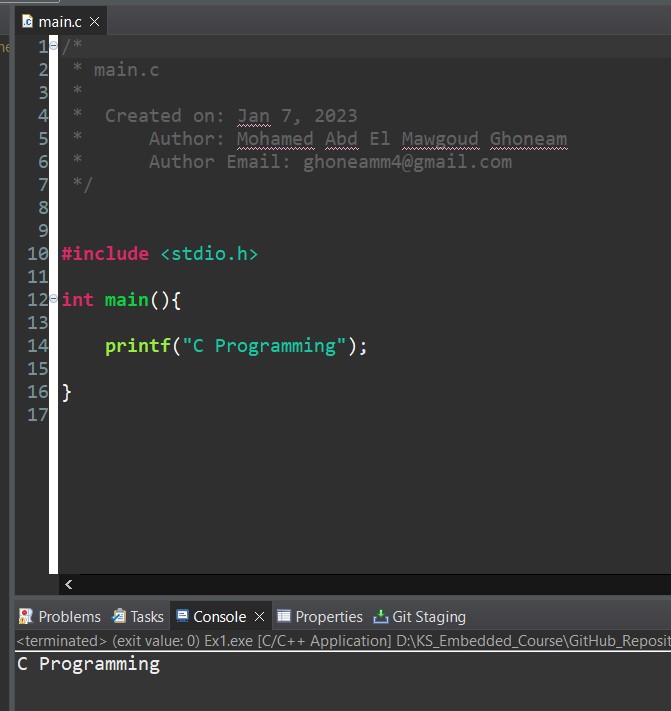 main.c
1 /*
2  * main.c
3  *
4  *  Created on: Jan 7, 2023
5  *      Author: Mohamed Abd El Mawgoud Ghoneam
6  *      Author Email: ghoneamm4@gmail.com
7  */
8
9
10 #include <stdio.h>
11
12 int main(){
13
14     printf("C Programming");
15
16 }
17
Problems Tasks Console Properties Git Staging
<terminated> (exit value: 0) Ex1.exe [C/C++ Application] D:\KS_Embedded_Course\GitHub_Reposit
C Programming